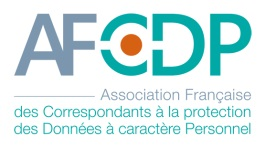 AFCDP
Association Française
des Correspondants à la protection
des Données à caractère Personnel